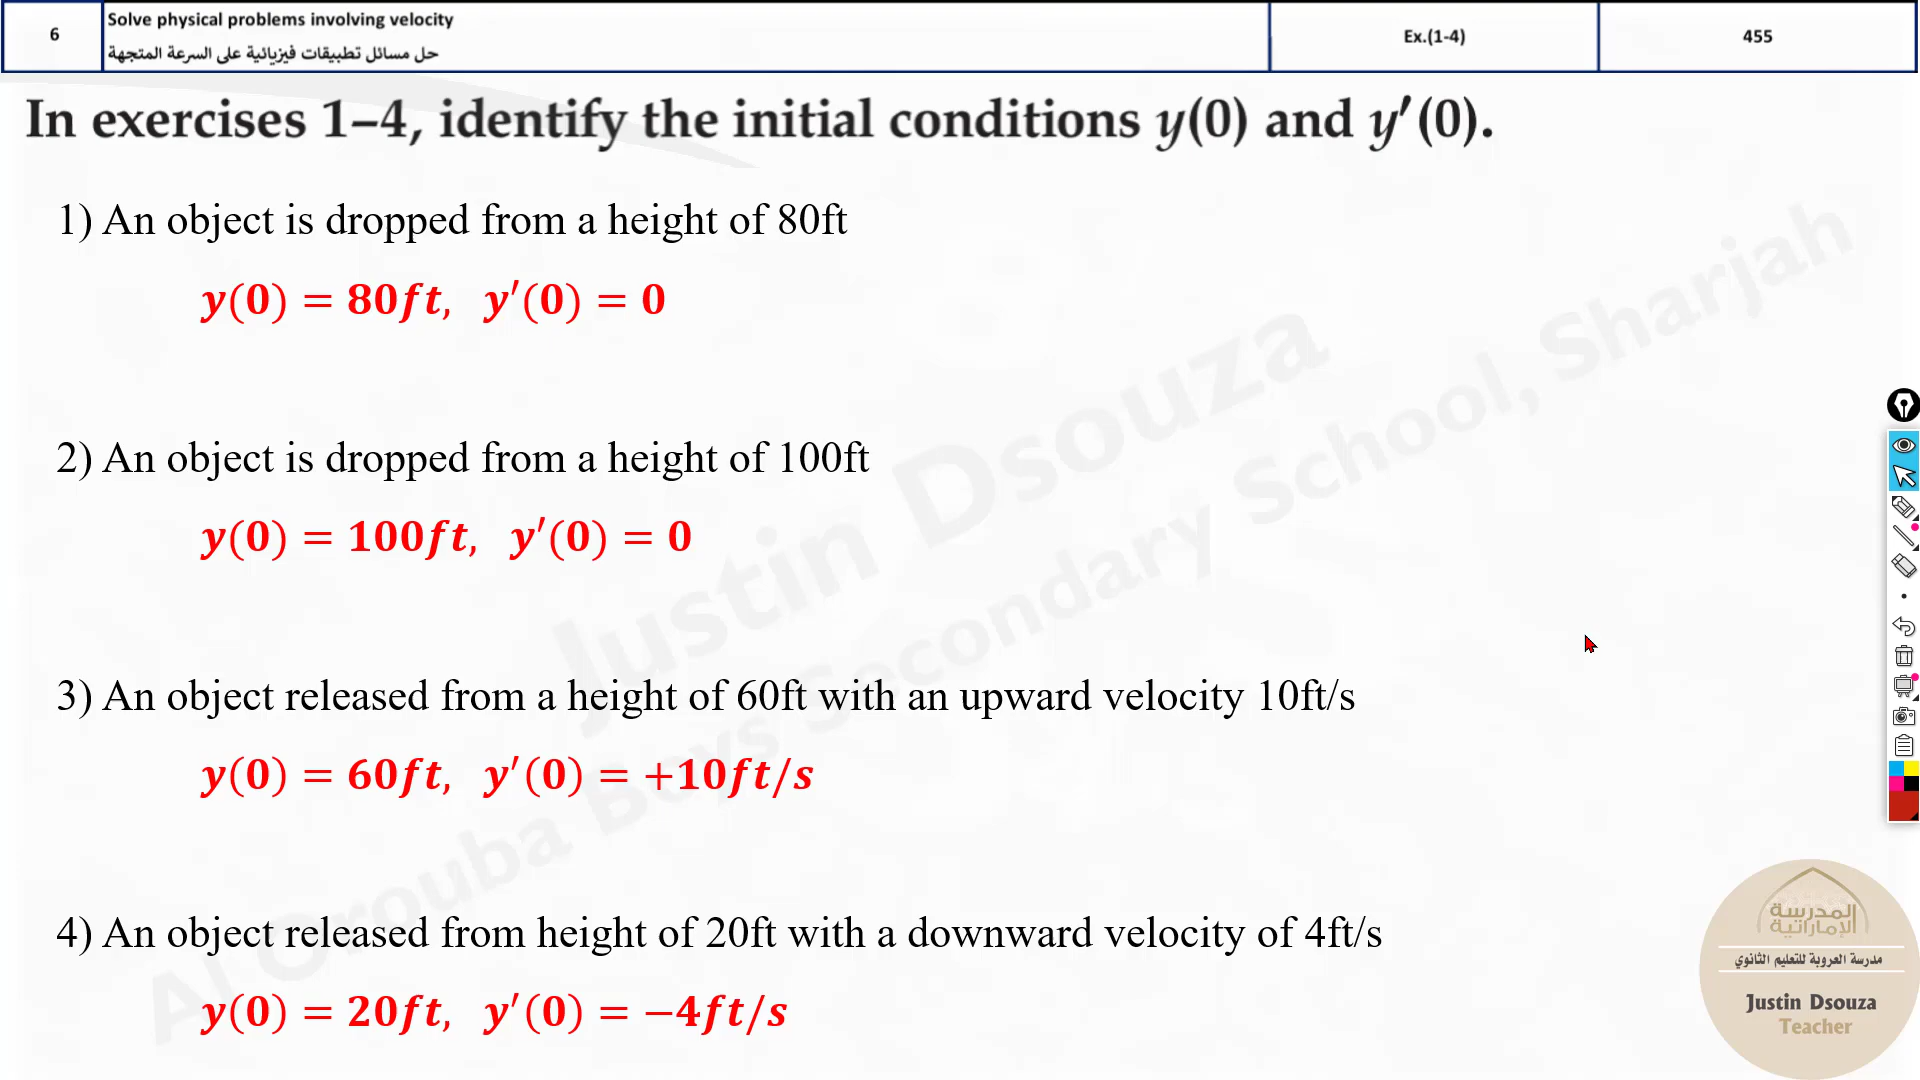 6
Solve physical problems involving velocity
حل مسائل تطبيقات فيزيائية على السرعة المتجهة
Ex.(1-4)
455
In exercises 1–4, identify the initial conditions y(0) and y′(0).
1) An object is dropped from a height of 80ft
y(0) = 80ft, y′(0) = 0
2) An object is dropped from a height of 100ft
y(0) = 100ft, y′(0) = 0
3) An object released from a height of 60ft with an upward velocity 10ft/s
y(0) = 60ft, y′(0) = +10ft/s
4) An object released from height of 20ft with a downward velocity of 4ft/s
y(0) = 20ft, y′(0) = −4ft/s
Justin Dsouza
Al Orouba Boys Secondary School, Sharjah
المدرسة
الإماراتية
مدرسة العروبة للتعليم الثانوي
Justin Dsouza
Teacher